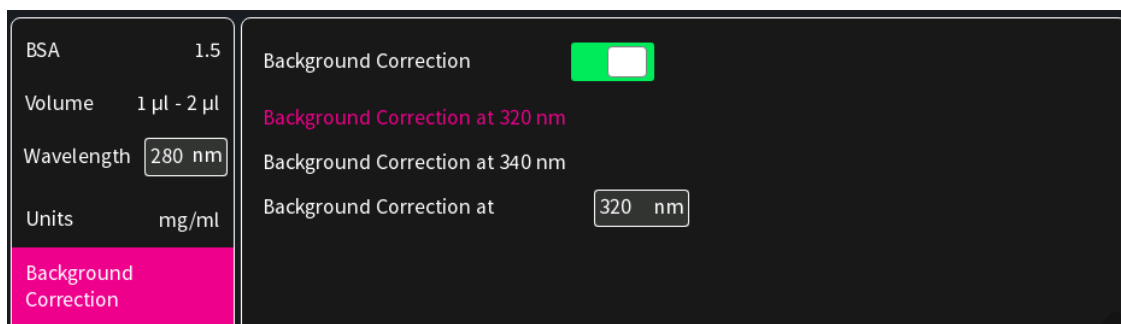 BSA 1.5
Volume 1 µl - 2 µl
Wavelength 280 nm
Units mg/ml
Background
Correction
Background Correction
Background Correction at 320 nm
Background Correction at 340 nm
Background Correction at 320 nm